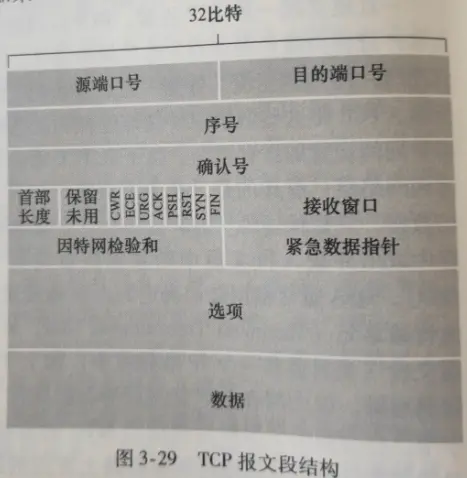 32比特
源端口号 目的端口号
序号
确认号
首部长度 保留未用 CWR ECE URG ACK PSH RST SYN FIN 接收窗口
因特网检验和 紧急数据指针
选项
数据
图 3-29 TCP 报文段结构